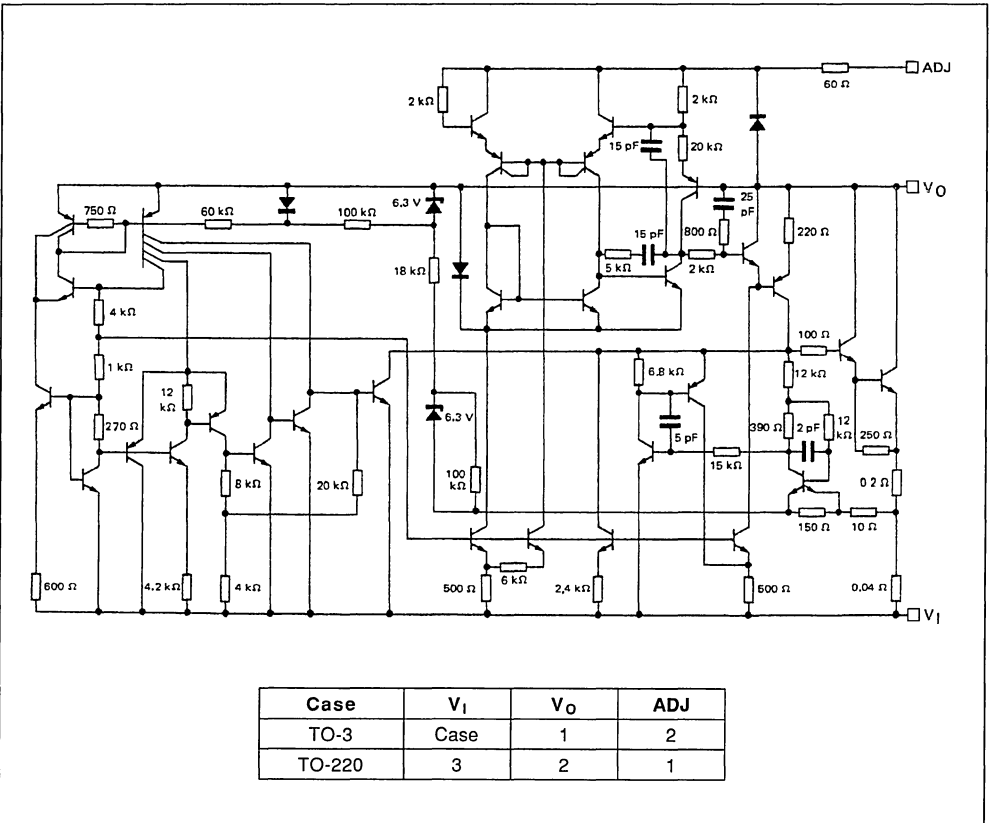 ADJ
60 Ω
2 kΩ
2 kΩ
15 pF
20 kΩ
V O
750 Ω
60 kΩ
100 kΩ
6.3 V
25 pF
15 pF
800 Ω
220 Ω
18 kΩ
5 kΩ
2 kΩ
4 kΩ
100 Ω
1 kΩ
6.8 kΩ
12 kΩ
12 kΩ
6.3 V
5 pF
390 Ω
2 pF
12 kΩ
270 Ω
250 Ω
15 kΩ
8 kΩ
20 kΩ
100 kΩ
0 2 Ω
150 Ω
10 Ω
6 kΩ
600 Ω
4.2 kΩ
4 kΩ
500 Ω
2,4 kΩ
500 Ω
0,04 Ω
V I
Case V I V O ADJ
TO-3 Case 1 2
TO-220 3 2 1